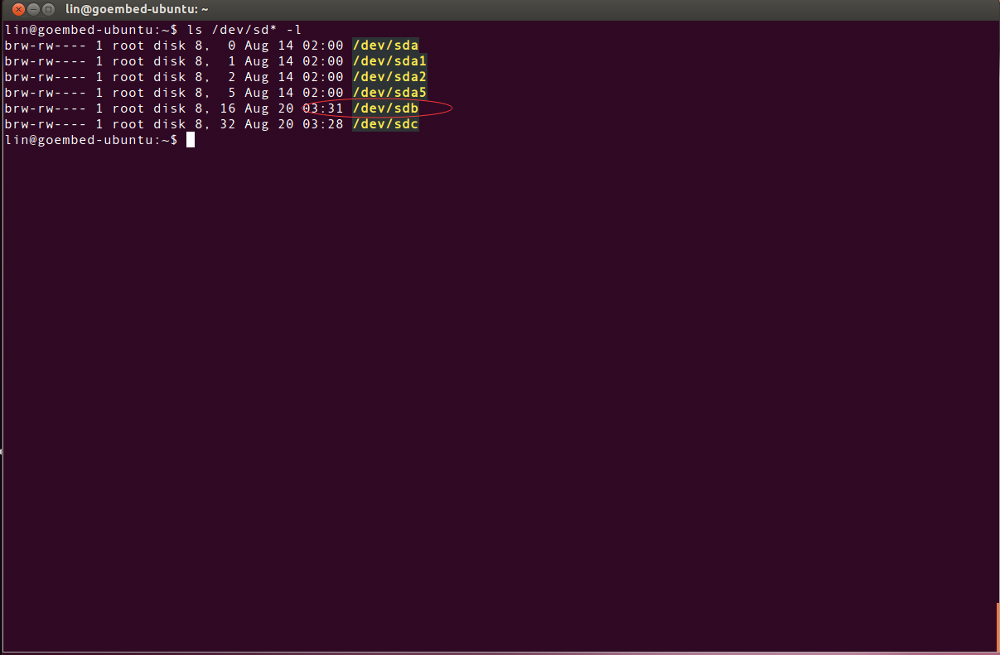 lin@goembed-ubuntu: ~
lin@goembed-ubuntu:~$ ls /dev/sd* -l
brw-rw---- 1 root disk 8,  0 Aug 14 02:00 /dev/sda
brw-rw---- 1 root disk 8,  1 Aug 14 02:00 /dev/sda1
brw-rw---- 1 root disk 8,  2 Aug 14 02:00 /dev/sda2
brw-rw---- 1 root disk 8,  5 Aug 14 02:00 /dev/sda5
brw-rw---- 1 root disk 8, 16 Aug 20 03:31 /dev/sdb
brw-rw---- 1 root disk 8, 32 Aug 20 03:28 /dev/sdc
lin@goembed-ubuntu:~$